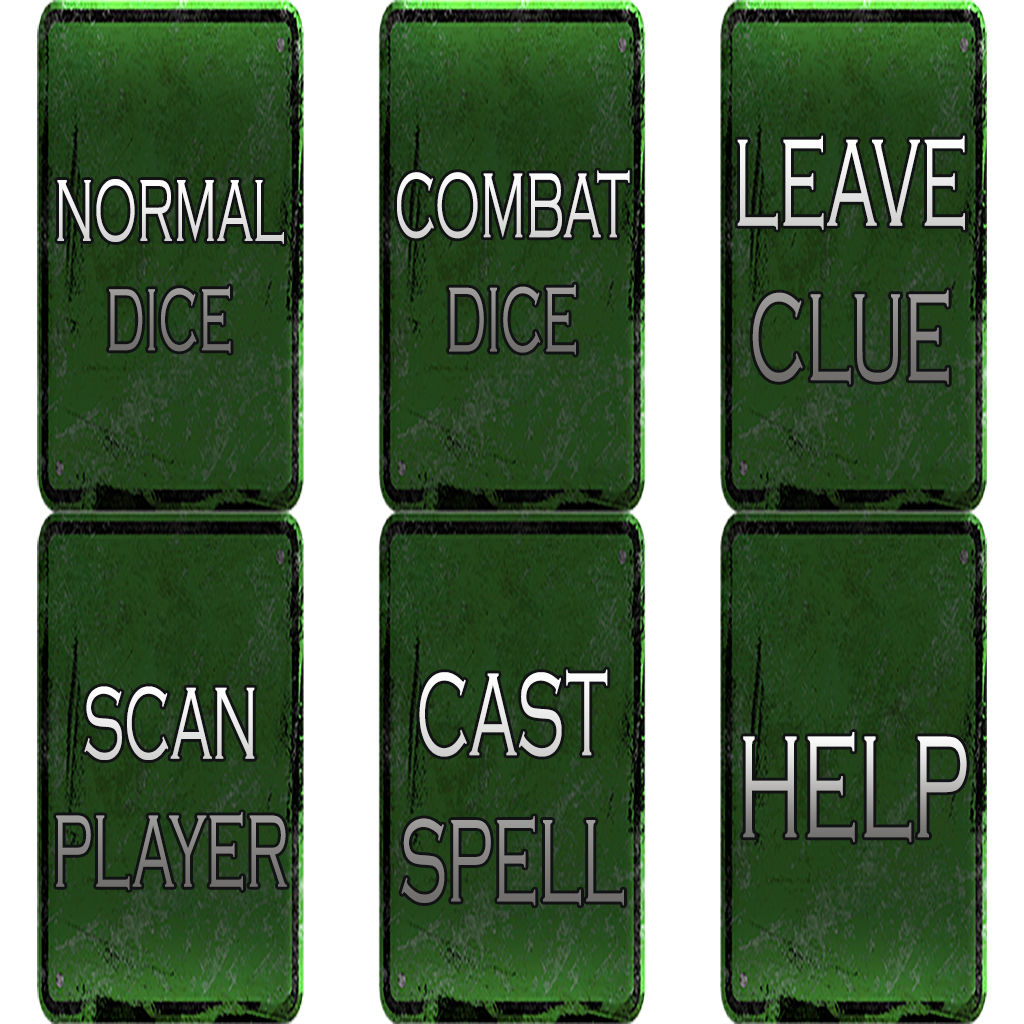 NORMAL
DICE
COMBAT
DICE
LEAVE
CLUE
SCAN
PLAYER
CAST
SPELL
HELP